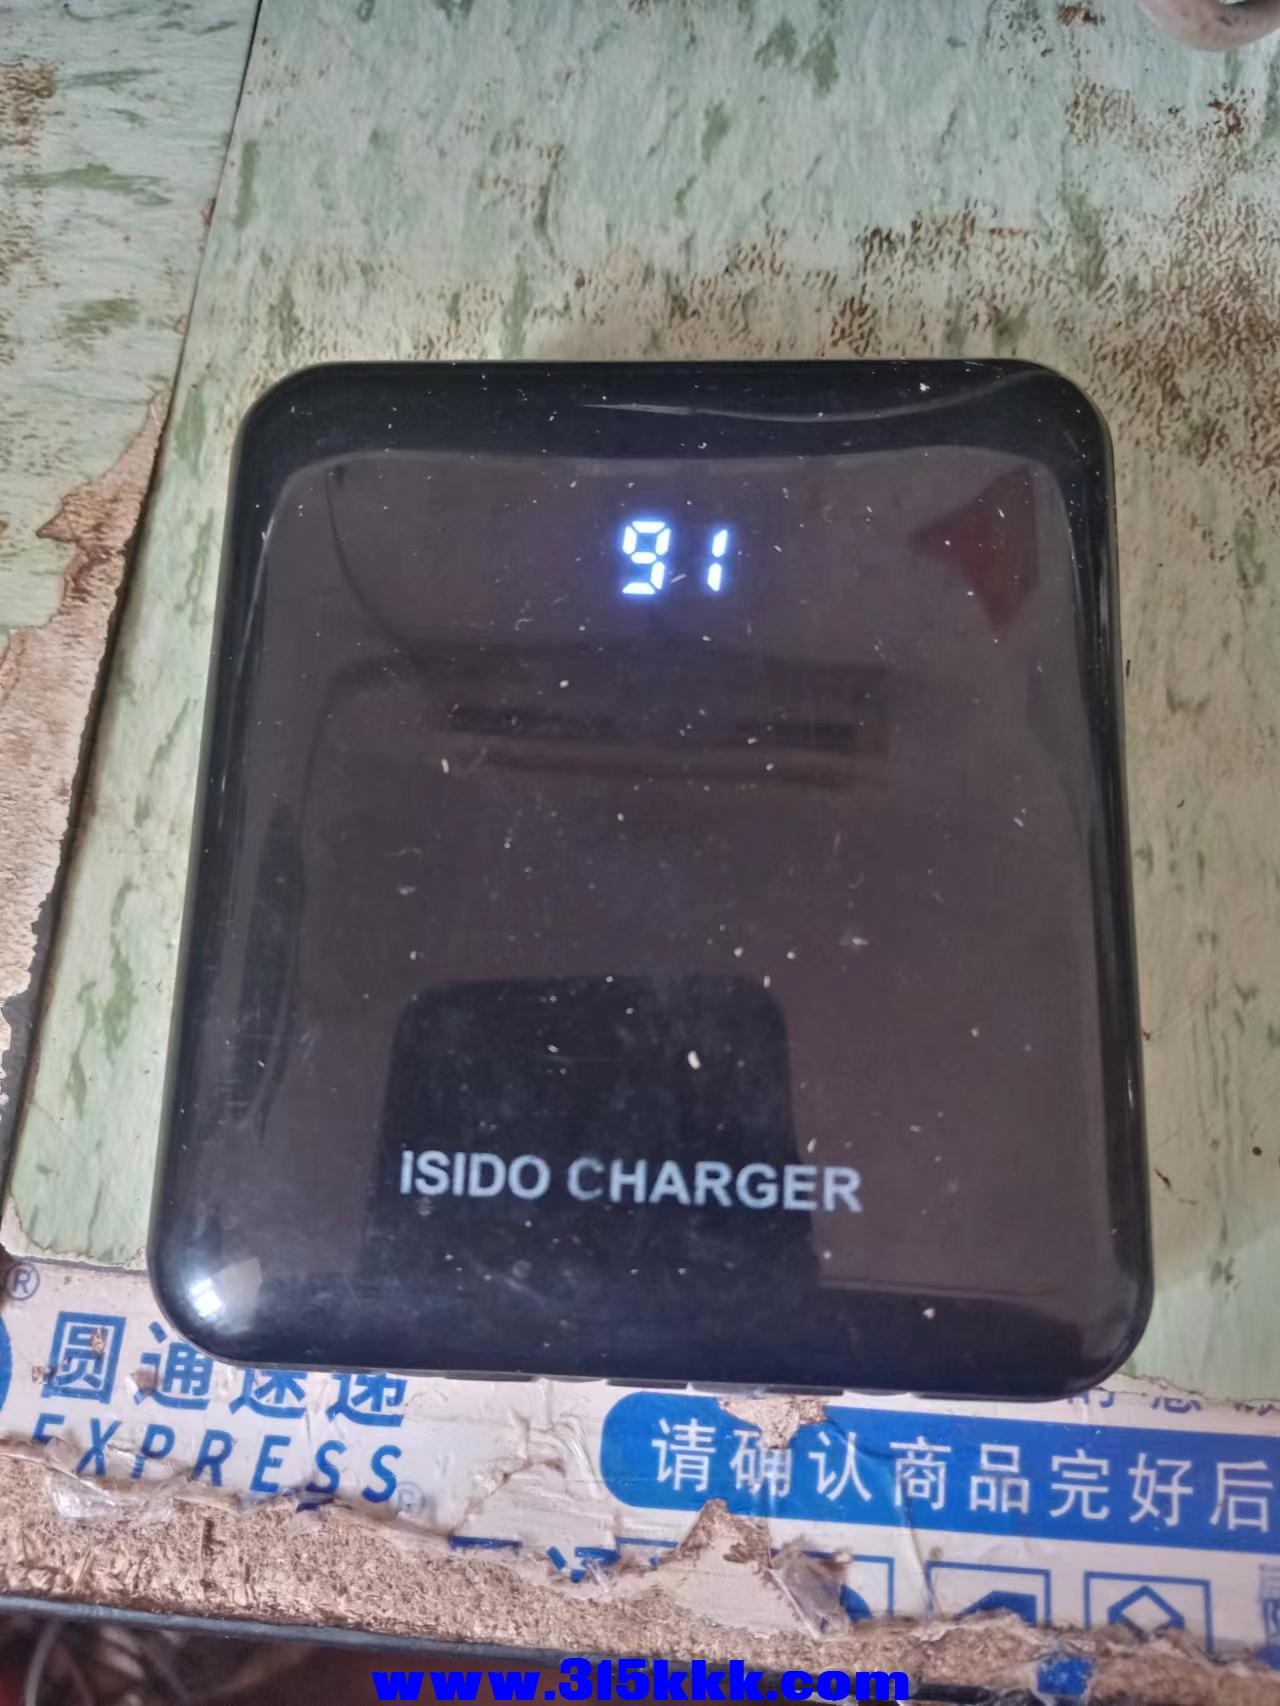 91
iSIDO CHARGER
®
圆通速递
EXPRESS®
请确认商品完好后
www.315kkk.com